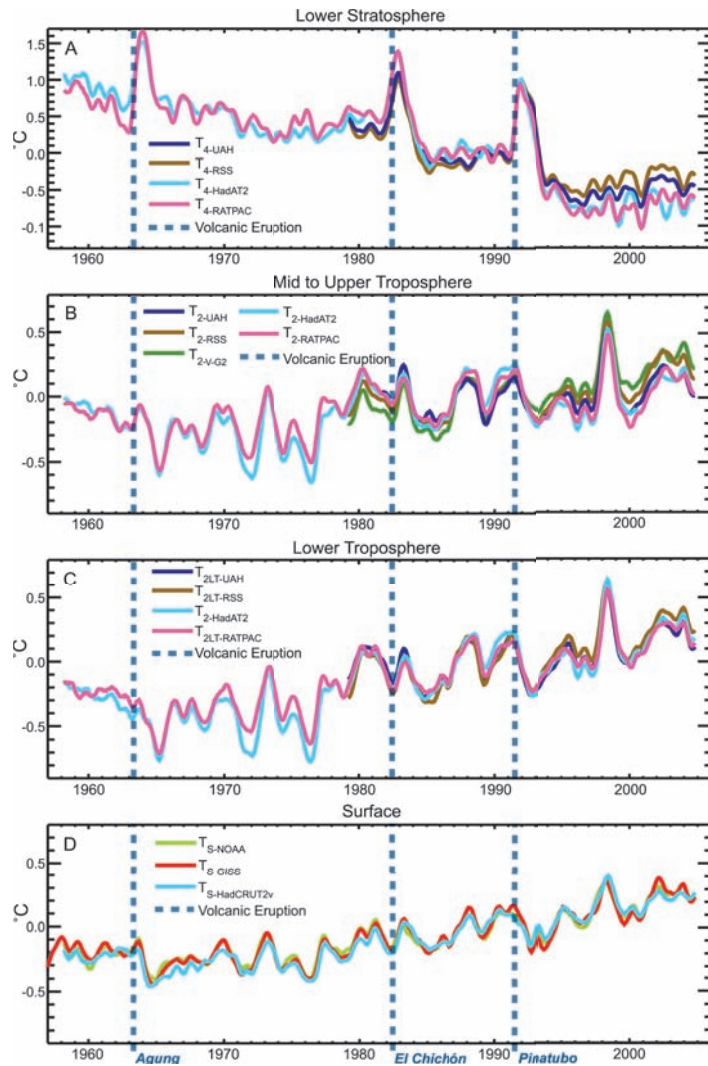 Lower Stratosphere
A
1.5
1.0
0.5
0.0
-0.5
-0.1
°C
T4-UAH
T4-RSS
T4-HadAT2
T4-RATPAC
Volcanic Eruption
1960 1970 1980 1990 2000
Mid to Upper Troposphere
B
0.5
0.0
-0.5
°C
T2-UAH T2-HadAT2
T2-RSS T2-RATPAC
T2-V-G2 Volcanic Eruption
1960 1970 1980 1990 2000
Lower Troposphere
C
0.5
0.0
-0.5
°C
T2LT-UAH
T2LT-RSS
T2-HadAT2
T2LT-RATPAC
Volcanic Eruption
1960 1970 1980 1990 2000
Surface
D
0.5
0.0
-0.5
°C
TS-NOAA
TS-GISS
TS-HadCRUT2v
Volcanic Eruption
1960 1970 1980 1990 2000
Agung El Chichón Pinatubo